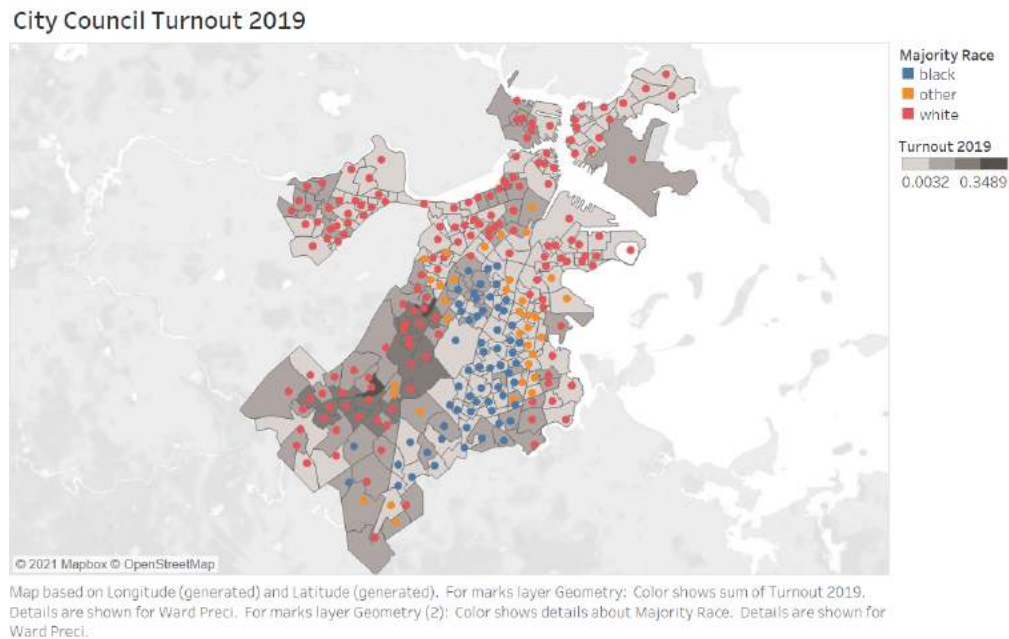 City Council Turnout 2019
Majority Race
black
other
white
Turnout 2019
0.0032 0.3489
© 2021 Mapbox © OpenStreetMap
Map based on Longitude (generated) and Latitude (generated). For marks layer Geometry: Color shows sum of Turnout 2019.
Details are shown for Ward Preci. For marks layer Geometry (2): Color shows details about Majority Race. Details are shown for
Ward Preci.